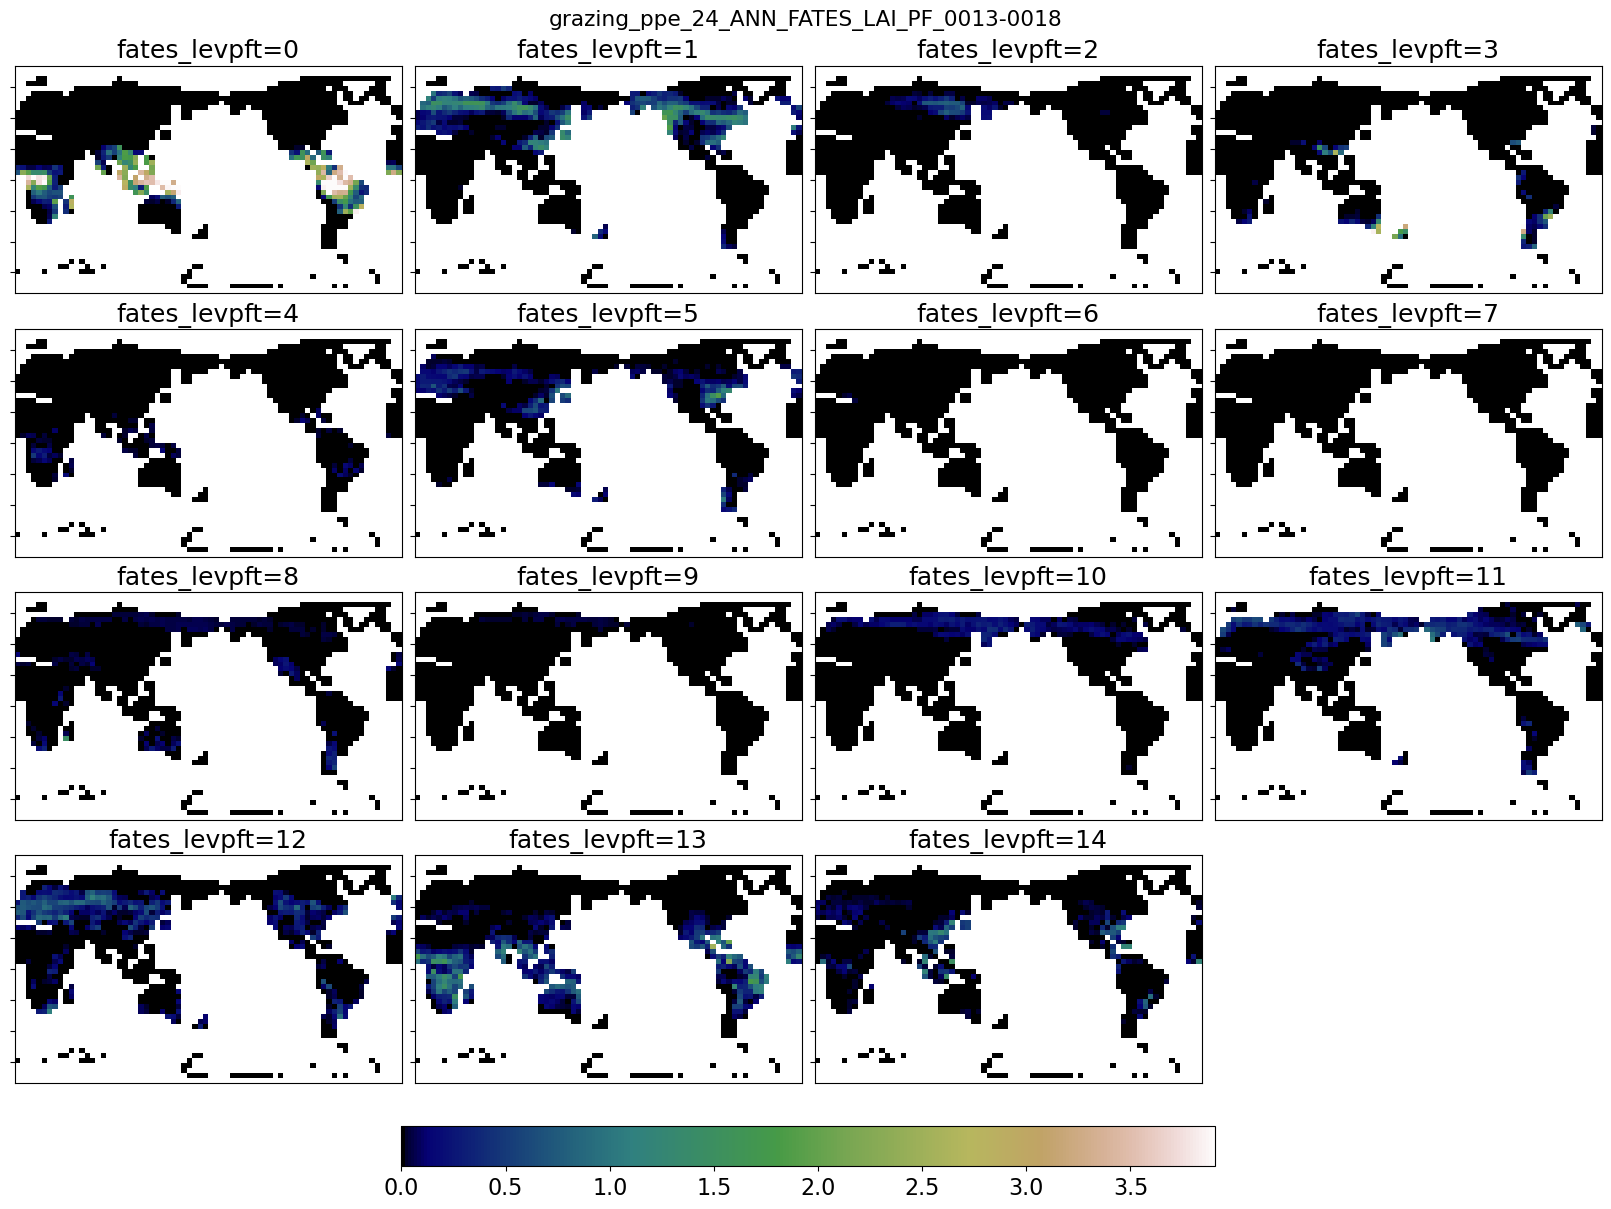 grazing_ppe_24_ANN_FATES_LAI_PF_0013-0018
fates_levpft=0
fates_levpft=1
fates_levpft=2
fates_levpft=3
fates_levpft=4
fates_levpft=5
fates_levpft=6
fates_levpft=7
fates_levpft=8
fates_levpft=9
fates_levpft=10
fates_levpft=11
fates_levpft=12
fates_levpft=13
fates_levpft=14
0.0 0.5 1.0 1.5 2.0 2.5 3.0 3.5